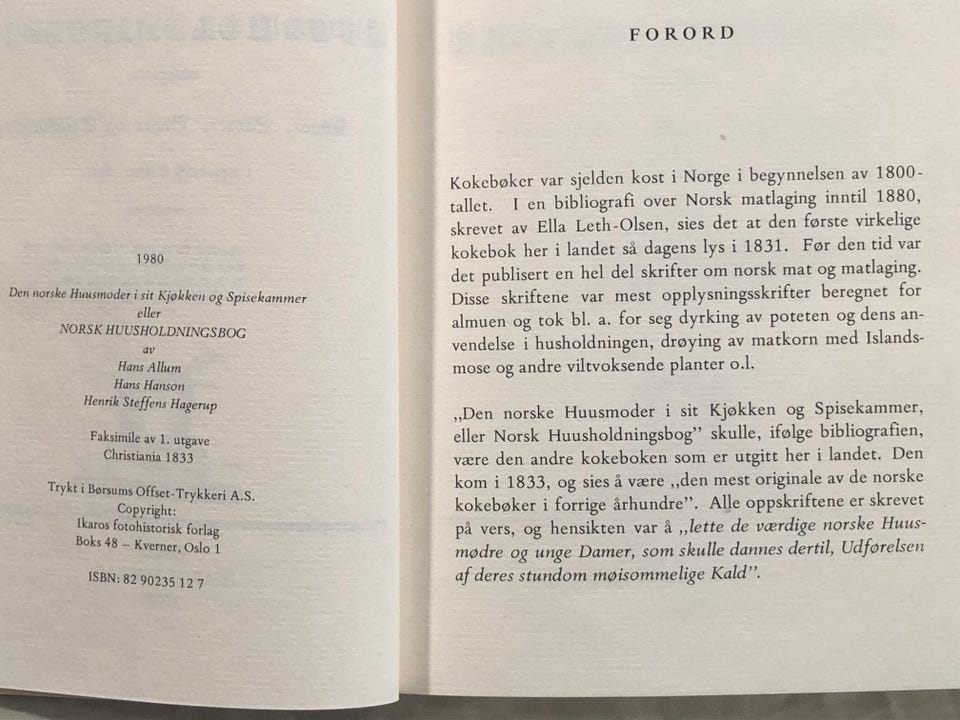 1980
Den norske Huusmoder i sit Kjøkken og Spisekammer
eller
NORSK HUUSHOLDNINGSBOG
av
Hans Allum
Hans Hanson
Henrik Steffens Hagerup
Faksimile av 1. utgave
Christiania 1833
Trykt i Børsums Offset-Trykkeri A.S.
Copyright:
Ikaros fotohistorisk forlag
Boks 48 – Kverner, Oslo 1
ISBN: 82 90235 12 7
FORORD
Kokebøker var sjelden kost i Norge i begynnelsen av 1800-
tallet. I en bibliografi over Norsk matlaging inntil 1880,
skrevet av Ella Leth-Olsen, sies det at den første virkelige
kokebok her i landet så dagens lys i 1831. Før den tid var
det publisert en hel del skrifter om norsk mat og matlaging.
Disse skriftene var mest opplysningsskrifter beregnet for
almuen og tok bl. a. for seg dyrking av poteten og dens an-
vendelse i husholdningen, drøying av matkorn med Islands-
mose og andre viltvoksende planter o.l.
„Den norske Huusmoder i sit Kjøkken og Spisekammer,
eller Norsk Huusholdningsbog” skulle, ifølge bibliografien,
være den andre kokeboken som er utgitt her i landet. Den
kom i 1833, og sies å være „den mest originale av de norske
kokebøker i forrige århundre”. Alle oppskriftene er skrevet
på vers, og hensikten var å „lette de værdige norske Huus-
mødre og unge Damer, som skulle dannes dertil, Udførelsen
af deres stundom møisommelige Kald”.